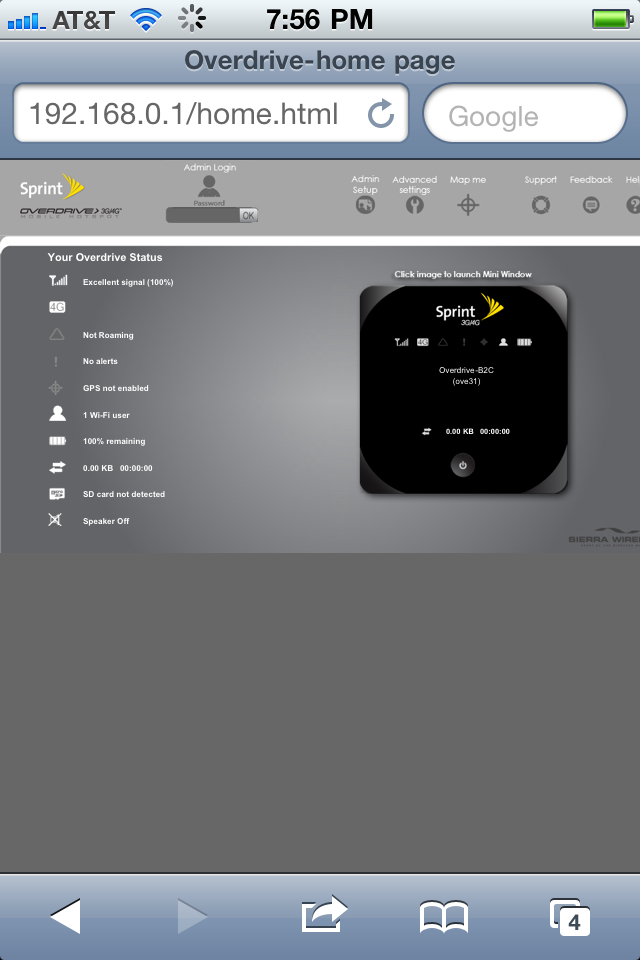 AT&T 7:56 PM
Overdrive-home page
192.168.0.1/home.html
Google
Sprint
OVERDRIVE 3G/4G
MOBILE HOTSPOT
Admin Login
Password
OK
Admin Setup
Advanced settings
Map me
Support
Feedback
Hel
Your Overdrive Status
Excellent signal (100%)
4G
Not Roaming
No alerts
GPS not enabled
1 Wi-Fi user
100% remaining
0.00 KB 00:00:00
SD card not detected
Speaker Off
Click image to launch Mini Window
Sprint
3G/4G
4G
Overdrive-B2C
(ove31)
0.00 KB 00:00:00
SIERRA WIRE
4